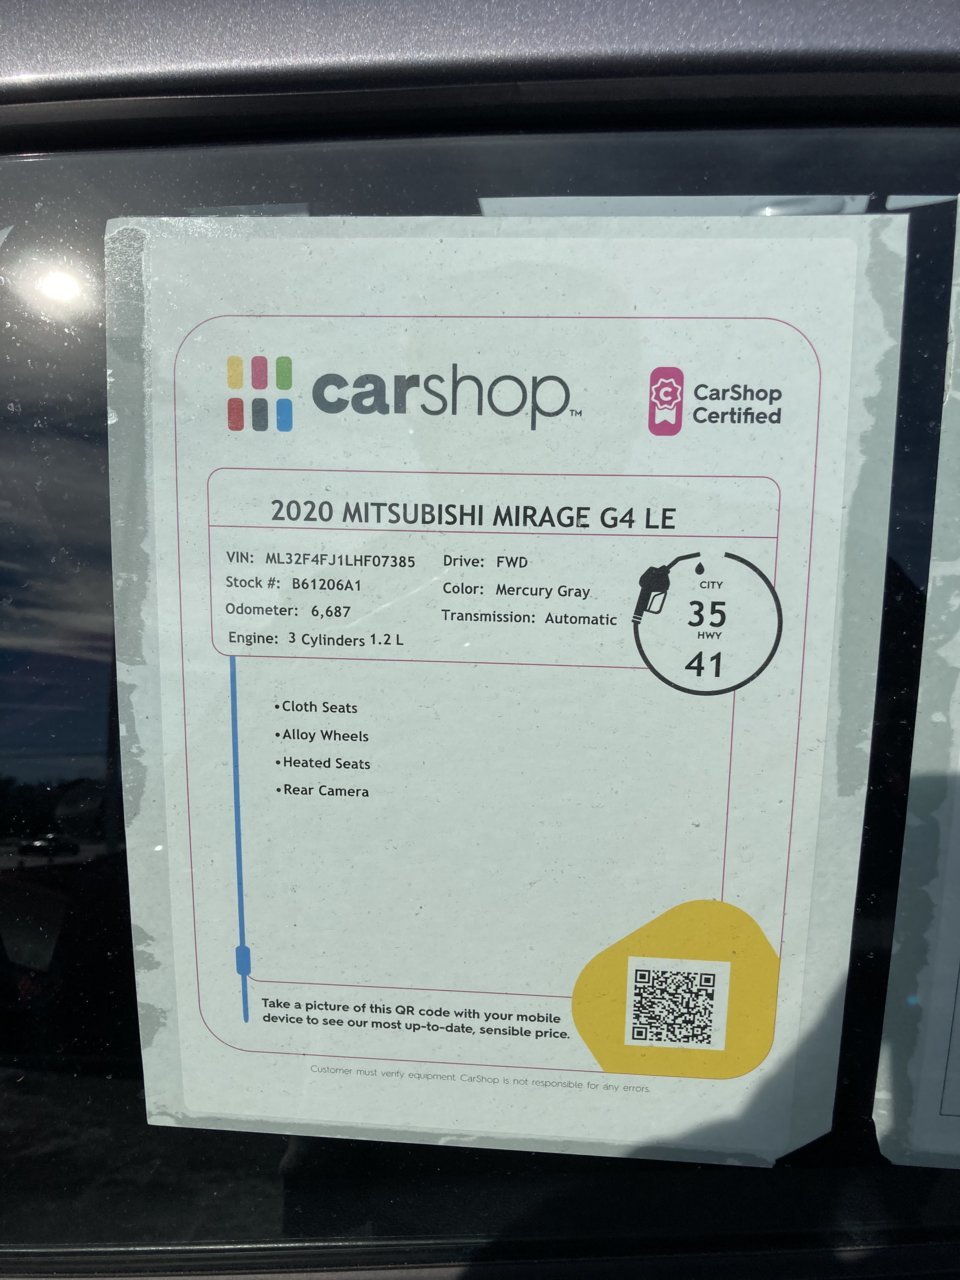 carshop™
CarShop
Certified
2020 MITSUBISHI MIRAGE G4 LE
VIN: ML32F4FJ1LHF07385
Stock #: B61206A1
Odometer: 6,687
Engine: 3 Cylinders 1.2 L
Drive: FWD
Color: Mercury Gray
Transmission: Automatic
CITY
35
HWY
41
•Cloth Seats
•Alloy Wheels
•Heated Seats
•Rear Camera
Take a picture of this QR code with your mobile
device to see our most up-to-date, sensible price.
Customer must verify equipment. CarShop is not responsible for any errors.